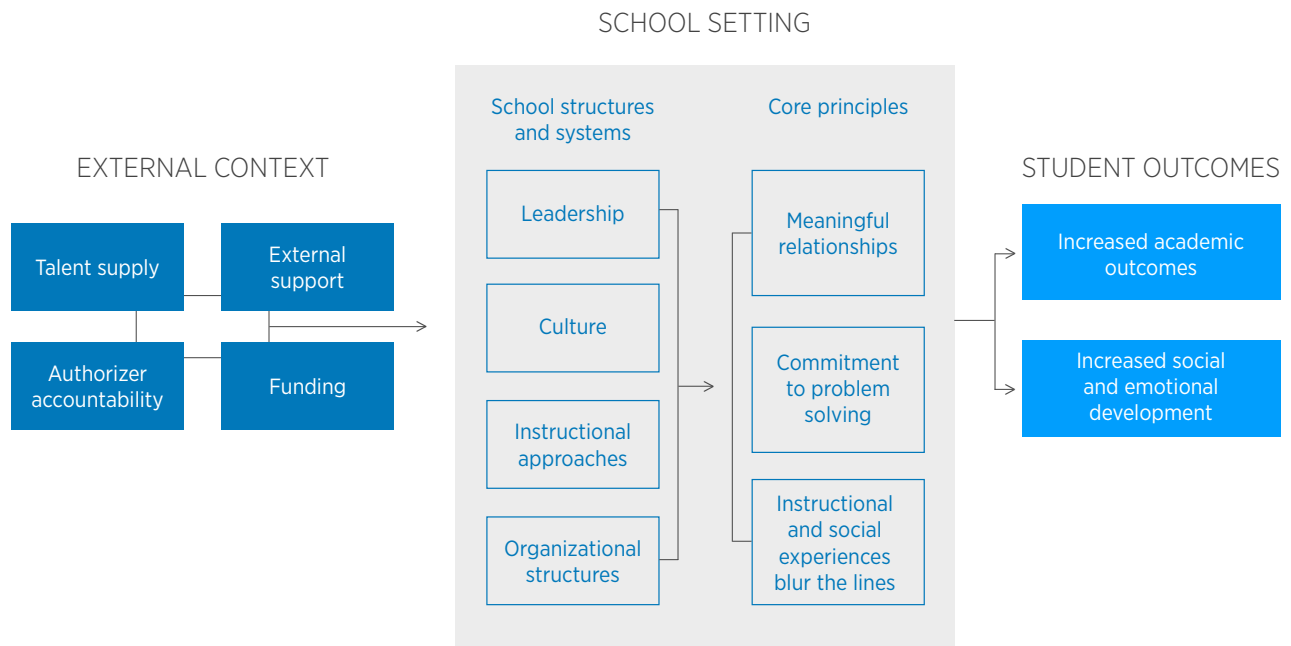 SCHOOL SETTING
EXTERNAL CONTEXT
Talent supply
External
support
Authorizer
accountability
Funding
School structures
and systems
Leadership
Culture
Instructional
approaches
Organizational
structures
Core principles
Meaningful
relationships
Commitment
to problem
solving
Instructional
and social
experiences
blur the lines
STUDENT OUTCOMES
Increased academic
outcomes
Increased social
and emotional
development